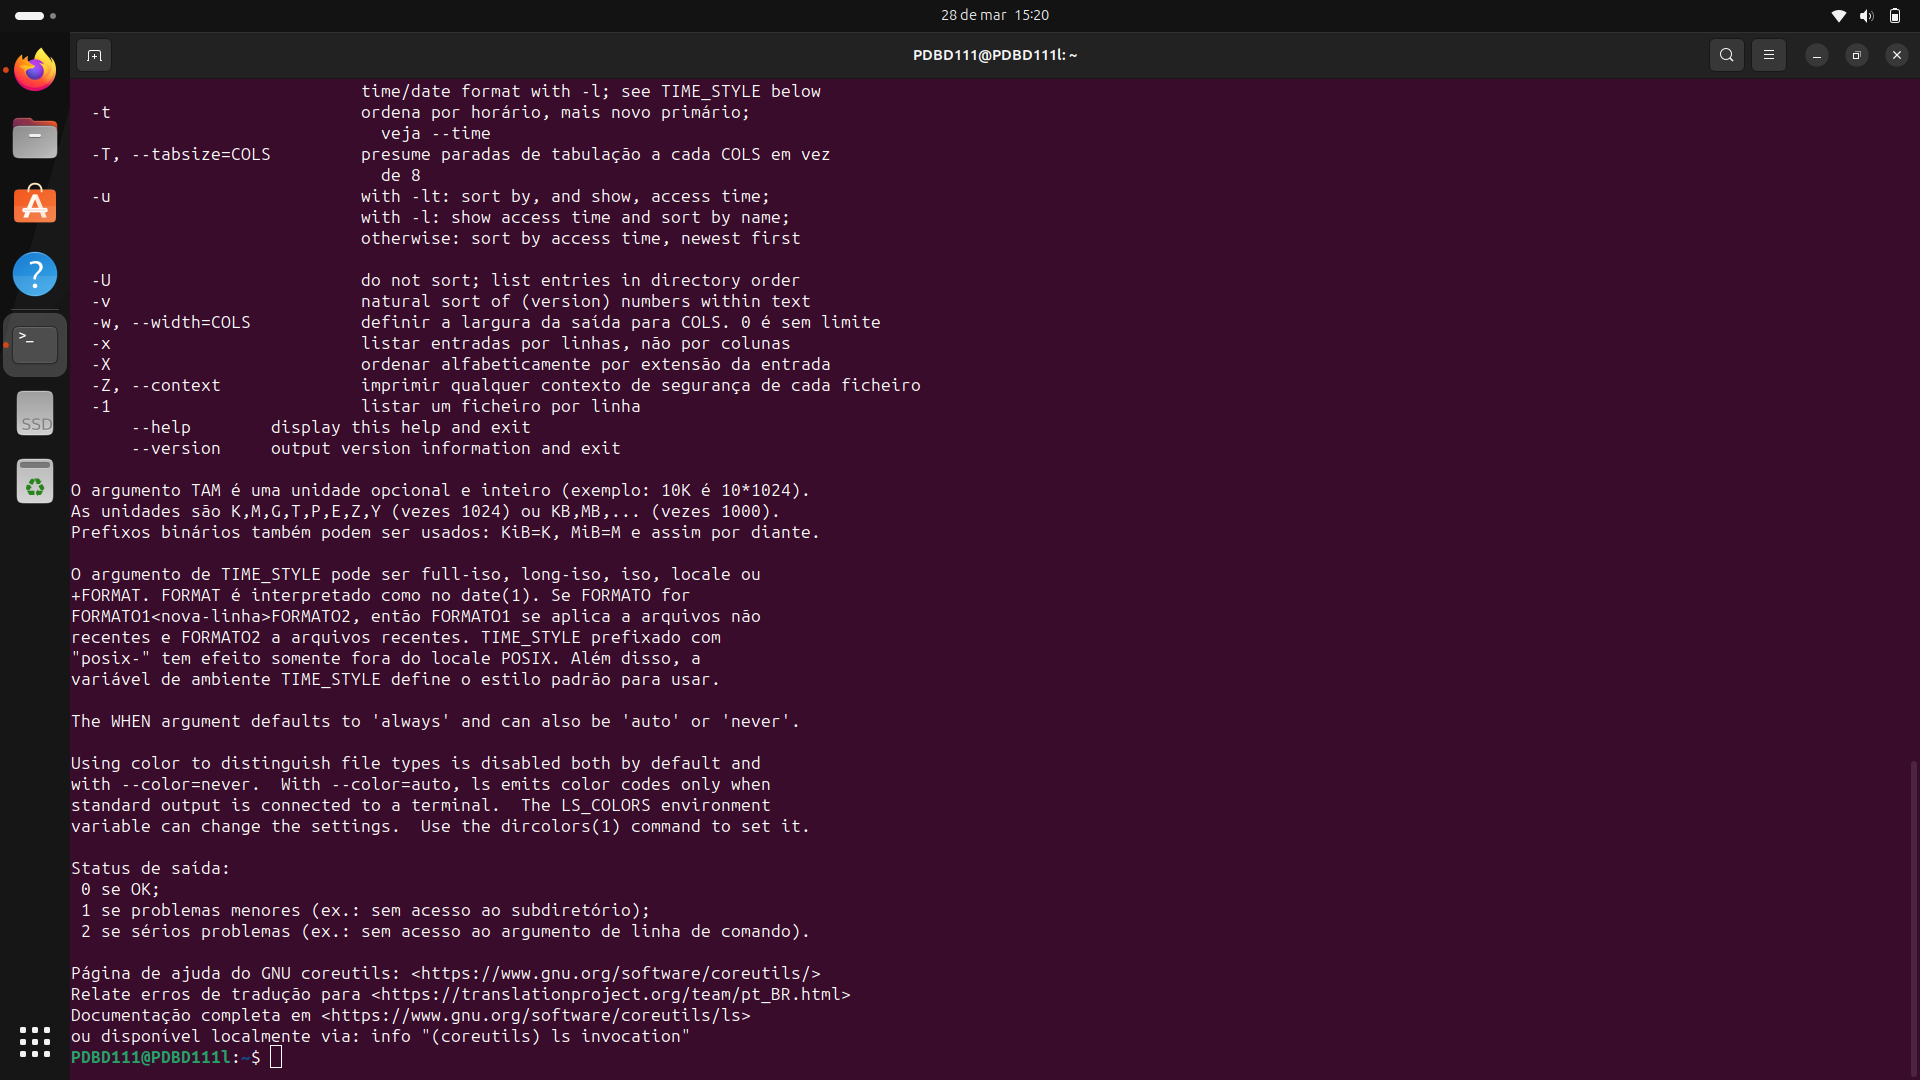 28 de mar 15:20
PDBD111@PDBD111l: ~
time/date format with -l; see TIME_STYLE below
-t ordena por horário, mais novo primário;
veja --time
-T, --tabsize=COLS presume paradas de tabulação a cada COLS em vez
de 8
-u with -lt: sort by, and show, access time;
with -l: show access time and sort by name;
otherwise: sort by access time, newest first
-U do not sort; list entries in directory order
-v natural sort of (version) numbers within text
-w, --width=COLS definir a largura da saída para COLS. 0 é sem limite
-x listar entradas por linhas, não por colunas
-X ordenar alfabeticamente por extensão da entrada
-Z, --context imprimir qualquer contexto de segurança de cada ficheiro
-1 listar um ficheiro por linha
--help display this help and exit
--version output version information and exit
O argumento TAM é uma unidade opcional e inteiro (exemplo: 10K é 10*1024).
As unidades são K,M,G,T,P,E,Z,Y (vezes 1024) ou KB,MB,... (vezes 1000).
Prefixos binários também podem ser usados: KiB=K, MiB=M e assim por diante.
O argumento de TIME_STYLE pode ser full-iso, long-iso, iso, locale ou
+FORMAT. FORMAT é interpretado como no date(1). Se FORMATO for
FORMATO1<nova-linha>FORMATO2, então FORMATO1 se aplica a arquivos não
recentes e FORMATO2 a arquivos recentes. TIME_STYLE prefixado com
"posix-" tem efeito somente fora do locale POSIX. Além disso, a
variável de ambiente TIME_STYLE define o estilo padrão para usar.
The WHEN argument defaults to 'always' and can also be 'auto' or 'never'.
Using color to distinguish file types is disabled both by default and
with --color=never.  With --color=auto, ls emits color codes only when
standard output is connected to a terminal.  The LS_COLORS environment
variable can change the settings.  Use the dircolors(1) command to set it.
Status de saída:
0 se OK;
1 se problemas menores (ex.: sem acesso ao subdiretório);
2 se sérios problemas (ex.: sem acesso ao argumento de linha de comando).
Página de ajuda do GNU coreutils: <https://www.gnu.org/software/coreutils/>
Relate erros de tradução para <https://translationproject.org/team/pt_BR.html>
Documentação completa em <https://www.gnu.org/software/coreutils/ls>
ou disponível localmente via: info "(coreutils) ls invocation"
PDBD111@PDBD111l:~$
SSD